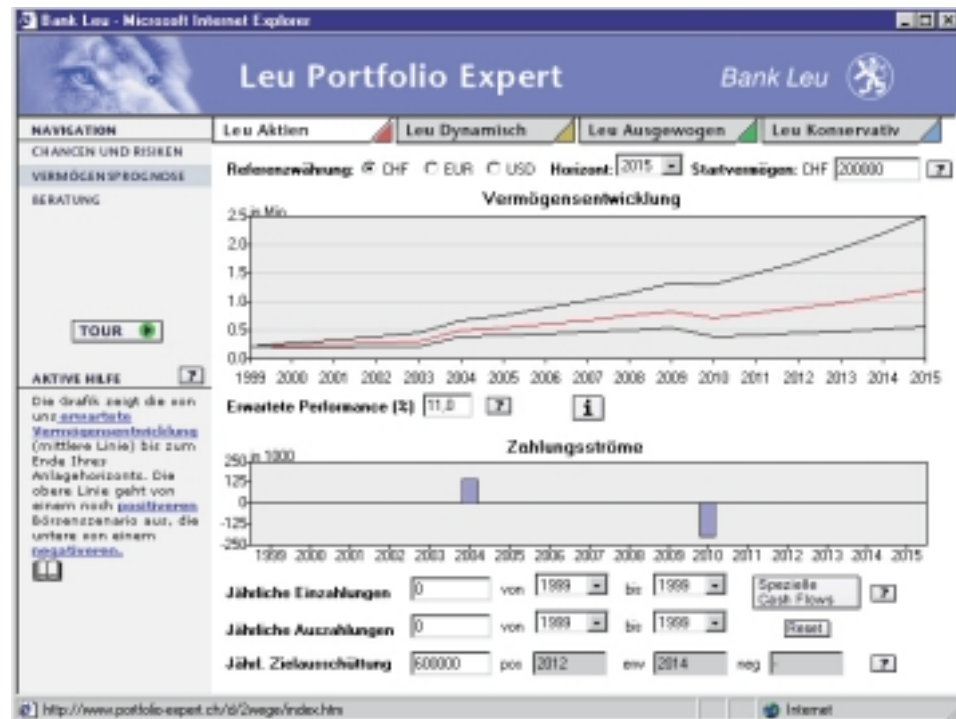 Bank Leu - Microsoft Internet Explorer
Leu Portfolio Expert
Bank Leu
NAVIGATION
CHANCEN UND RISIKEN
VERMÖGENSPROGNOSE
BERATUNG
TOUR
AKTIVE HILFE ?
Die Grafik zeigt die von
uns erwartete
Vermögensentwicklung
(mittlere Linie) bis zum
Ende Ihres
Anlagehorizonts. Die
obere Linie geht von
einem noch positiveren
Börsenszenario aus, die
untere von einem
negativeren.
Leu Aktien Leu Dynamisch Leu Ausgewogen Leu Konservativ
Referenzwährung: CHF EUR USD Horizont: 2015 Startvermögen: CHF 200000 ?
Vermögensentwicklung
in Mio
2.5
2.0
1.5
1.0
0.5
0.0
1999 2000 2001 2002 2003 2004 2005 2006 2007 2008 2009 2010 2011 2012 2013 2014 2015
Erwartete Performance (%) 11,0 ? i
Zahlungsströme
in 1000
250
125
0
-125
-250
1999 2000 2001 2002 2003 2004 2005 2006 2007 2008 2009 2010 2011 2012 2013 2014 2015
Jährliche Einzahlungen 0 von 1999 bis 1999 Spezielle
Cash Flows ?
Jährliche Auszahlungen 0 von 1999 bis 1999 Reset
Jährl. Zielausschüttung 600000 pos 2012 erw 2014 neg - ?
http://www.portfolio-expert.ch/d/2wege/index.htm Internet